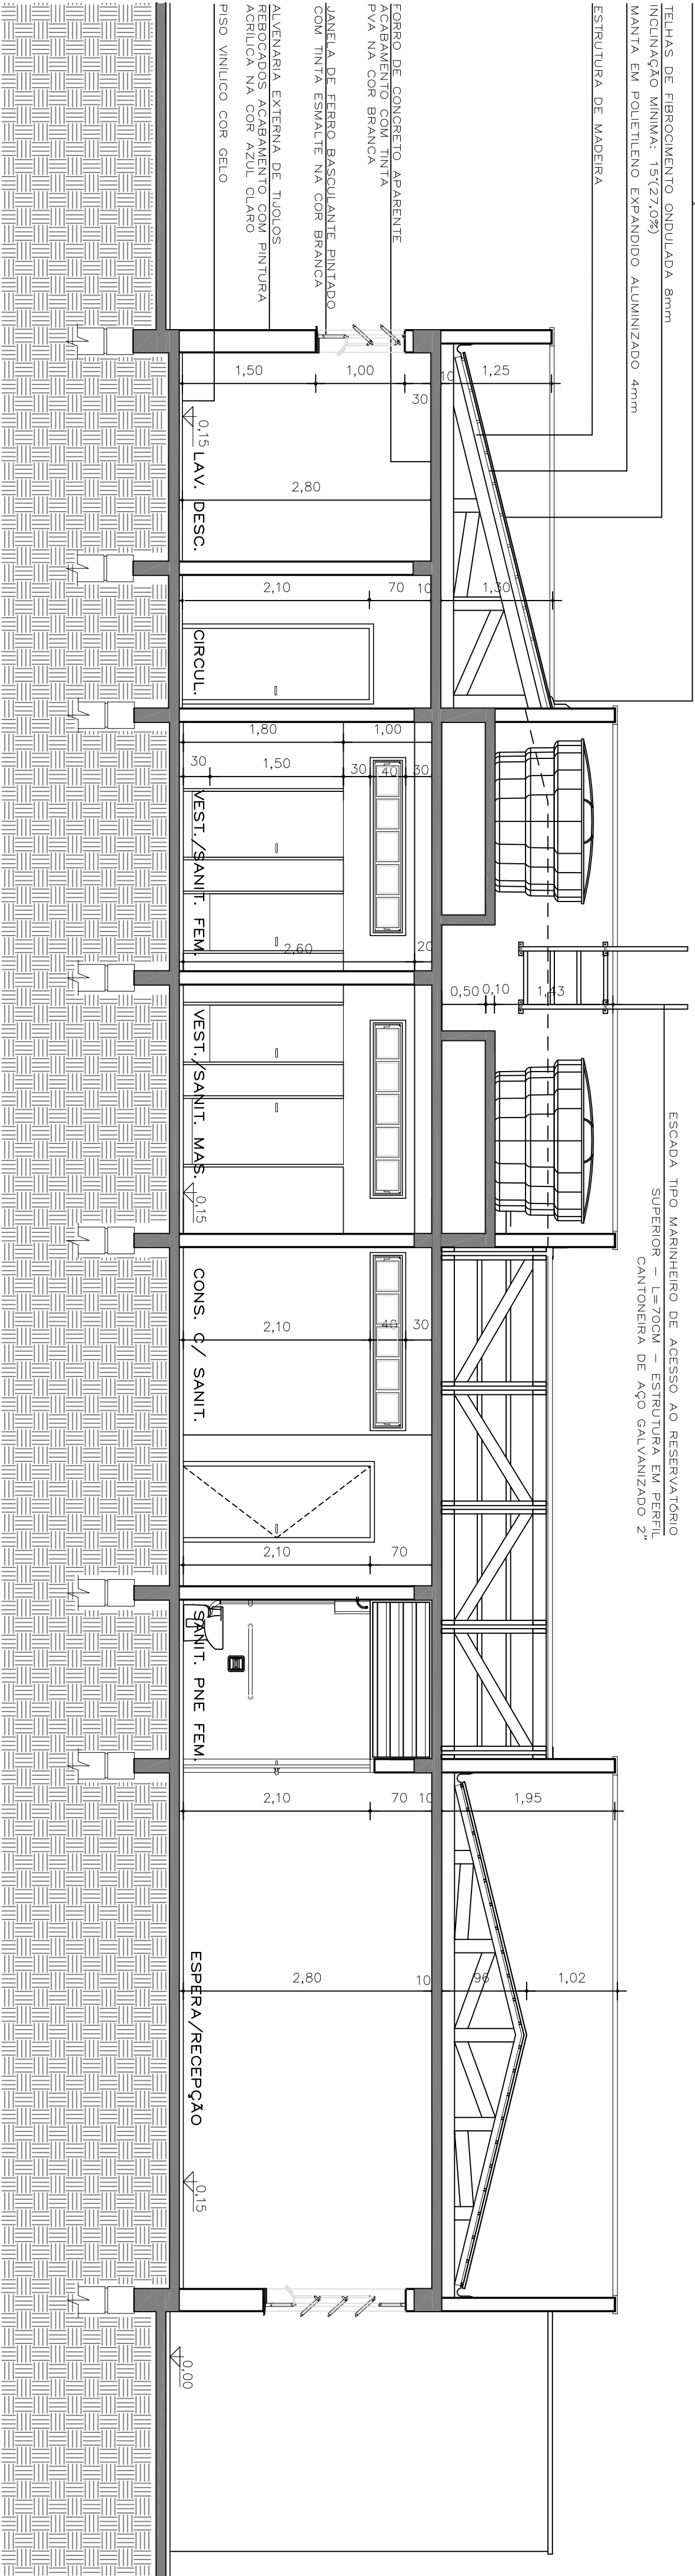 TELHAS DE FIBROCIMENTO ONDULADA 8mm
INCLINAÇÃO MÍNIMA: 15°(27,0%)
MANTA EM POLIETILENO EXPANDIDO ALUMINIZADO 4mm
ESTRUTURA DE MADEIRA
FORRO DE CONCRETO APARENTE
ACABAMENTO COM TINTA
PVA NA COR BRANCA
JANELA DE FERRO BASCULANTE PINTADO
COM TINTA ESMALTE NA COR BRANCA
ALVENARIA EXTERNA DE TIJOLOS
REBOCADOS ACABAMENTO COM PINTURA
ACRÍLICA NA COR AZUL CLARO
PISO VINÍLICO COR GELO
ESCADA TIPO MARINHEIRO DE ACESSO AO RESERVATÓRIO
SUPERIOR – L=70CM – ESTRUTURA EM PERFIL
CANTONEIRA DE AÇO GALVANIZADO 2"
1,50
1,00
30
10
1,25
0,15
LAV. DESC.
2,80
2,10
70
10
1,30
CIRCUL.
1,80
1,00
30
1,50
30
40
30
VEST./SANIT. FEM.
2,60
20
0,50
0,10
1,43
VEST./SANIT. MAS.
0,15
CONS. C/ SANIT.
2,10
40
30
2,10
70
SANIT. PNE FEM.
2,10
70
10
1,95
ESPERA/RECEPÇÃO
2,80
10
96
1,02
0,15
0,00